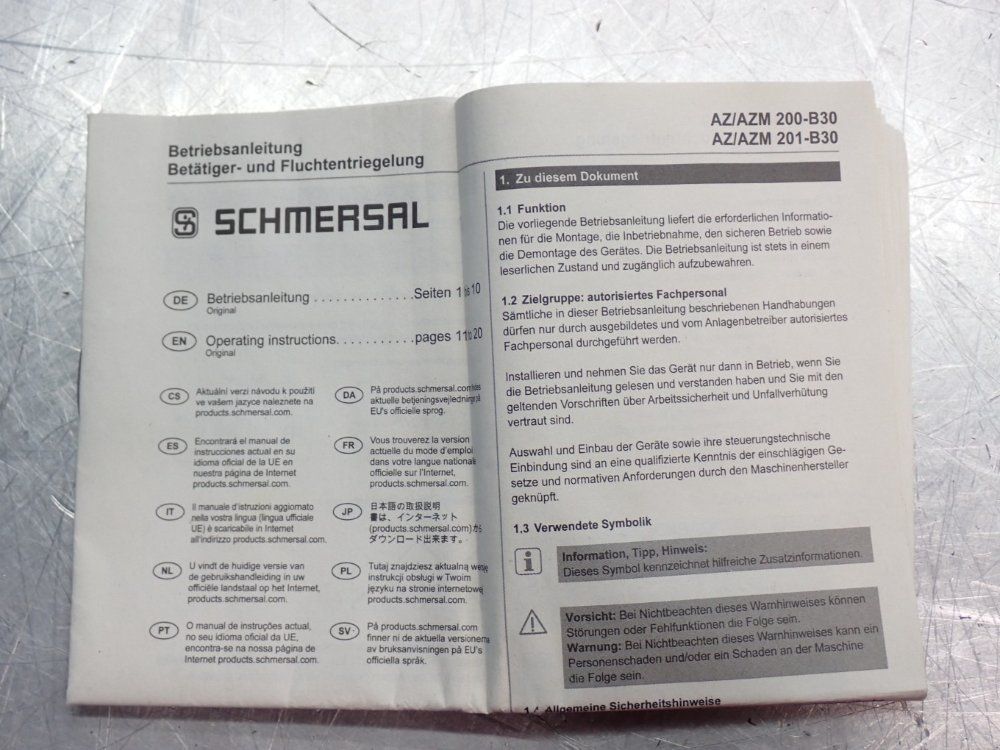 Betriebsanleitung
Betätiger- und Fluchtentriegelung
SCHMERSAL
DE Betriebsanleitung . . . . . . . . . . . . . .Seiten 1 bis 10
Original
EN Operating instructions. . . . . . . . . . .pages 11 to 20
Original
CS Aktuální verzi návodu k použití
ve vašem jazyce naleznete na
products.schmersal.com.
DA På products.schmersal.com
aktuelle betjeningsvejledning på
EU's officielle sprog.
ES Encontrará el manual de
instrucciones actual en su
idioma oficial de la UE en
nuestra página de Internet
products.schmersal.com.
FR Vous trouverez la version
actuelle du mode d'emploi
dans votre langue nationale
officielle sur l'Internet,
products.schmersal.com.
IT Il manuale d'istruzioni aggiornato
nella vostra lingua (lingua ufficiale
UE) è scaricabile in Internet
all'indirizzo products.schmersal.com.
JP 日本語の取扱説明
書は、インターネット
(products.schmersal.com)から
ダウンロード出来ます。
NL U vindt de huidige versie van
de gebruikshandleiding in uw
officiële landstaal op het Internet,
products.schmersal.com.
PL Tutaj znajdziesz aktualną wersję
instrukcji obsługi w Twoim
języku na stronie internetowej
products.schmersal.com.
PT O manual de instruções actual,
no seu idioma oficial da UE,
encontra-se na nossa página de
Internet products.schmersal.com.
SV På products.schmersal.com
finner ni de aktuella versionerna
av bruksanvisningen på EU's
officiella språk.
AZ/AZM 200-B30
AZ/AZM 201-B30
1. Zu diesem Dokument
1.1 Funktion
Die vorliegende Betriebsanleitung liefert die erforderlichen Informatio-
nen für die Montage, die Inbetriebnahme, den sicheren Betrieb sowie
die Demontage des Gerätes. Die Betriebsanleitung ist stets in einem
leserlichen Zustand und zugänglich aufzubewahren.
1.2 Zielgruppe: autorisiertes Fachpersonal
Sämtliche in dieser Betriebsanleitung beschriebenen Handhabungen
dürfen nur durch ausgebildetes und vom Anlagenbetreiber autorisiertes
Fachpersonal durchgeführt werden.
Installieren und nehmen Sie das Gerät nur dann in Betrieb, wenn Sie
die Betriebsanleitung gelesen und verstanden haben und Sie mit den
geltenden Vorschriften über Arbeitssicherheit und Unfallverhütung
vertraut sind.
Auswahl und Einbau der Geräte sowie ihre steuerungstechnische
Einbindung sind an eine qualifizierte Kenntnis der einschlägigen Ge-
setze und normativen Anforderungen durch den Maschinenhersteller
geknüpft.
1.3 Verwendete Symbolik
Information, Tipp, Hinweis:
Dieses Symbol kennzeichnet hilfreiche Zusatzinformationen.
Vorsicht: Bei Nichtbeachten dieses Warnhinweises können
Störungen oder Fehlfunktionen die Folge sein.
Warnung: Bei Nichtbeachten dieses Warnhinweises kann ein
Personenschaden und/oder ein Schaden an der Maschine
die Folge sein.
1.4 Allgemeine Sicherheitshinweise